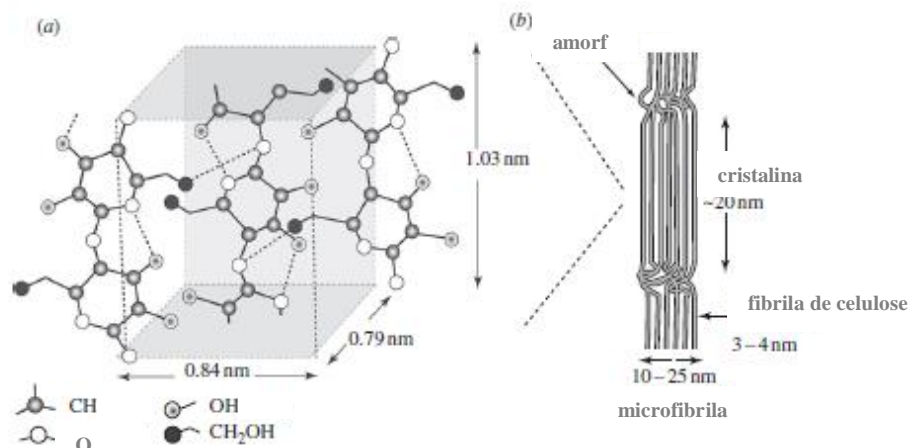 (a)
1.03 nm
0.79 nm
0.84 nm
CH
OH
O
CH₂OH
(b)
amorf
cristalina
~20 nm
fibrila de celulose
3–4 nm
10–25 nm
microfibrila